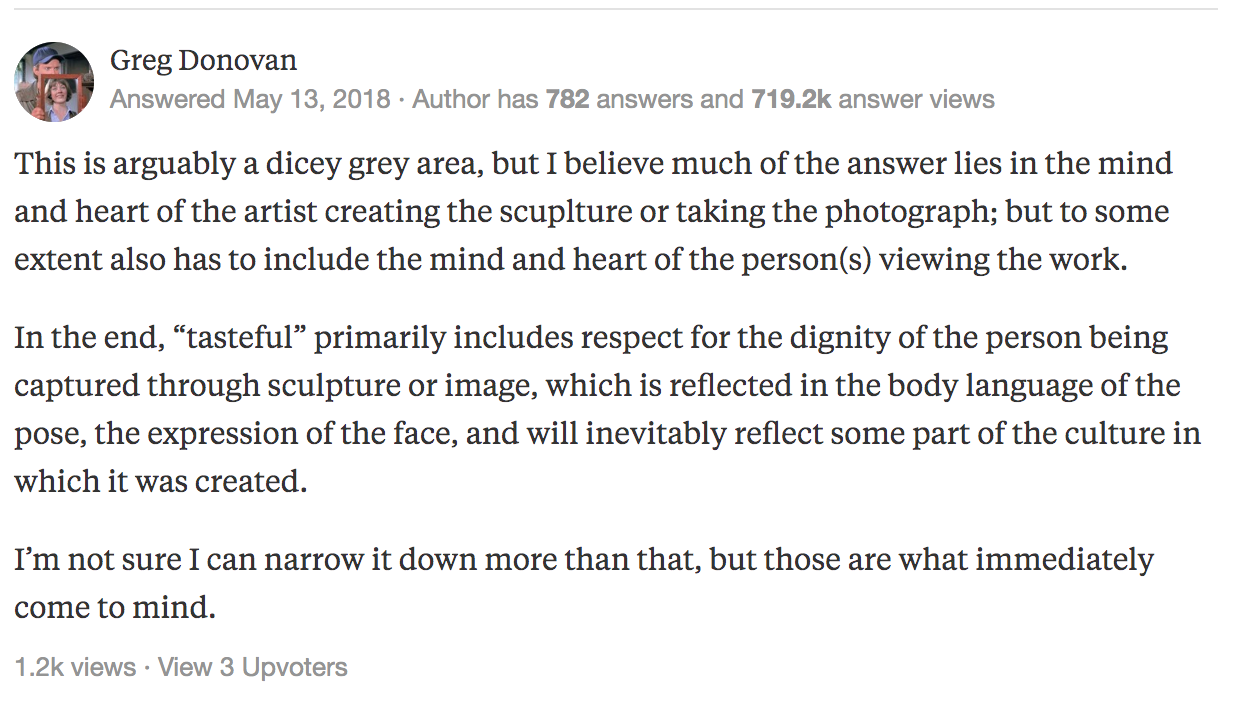 Greg Donovan
Answered May 13, 2018 · Author has 782 answers and 719.2k answer views
This is arguably a dicey grey area, but I believe much of the answer lies in the mind
and heart of the artist creating the scuplture or taking the photograph; but to some
extent also has to include the mind and heart of the person(s) viewing the work.
In the end, “tasteful” primarily includes respect for the dignity of the person being
captured through sculpture or image, which is reflected in the body language of the
pose, the expression of the face, and will inevitably reflect some part of the culture in
which it was created.
I’m not sure I can narrow it down more than that, but those are what immediately
come to mind.
1.2k views · View 3 Upvoters